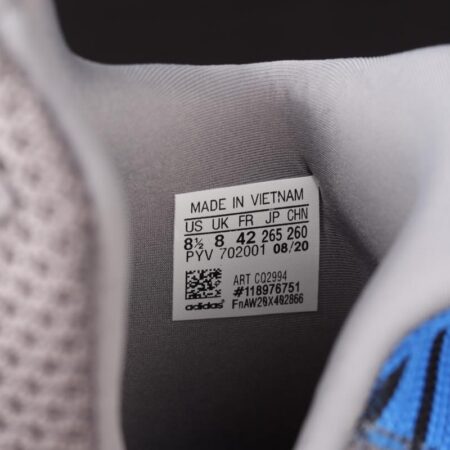 MADE IN VIETNAM
US UK FR JP CHN
8½ 8 42 265 260
PYV 702001 08/20
ART CQ2994
#118976751
adidas FnAW20X402866